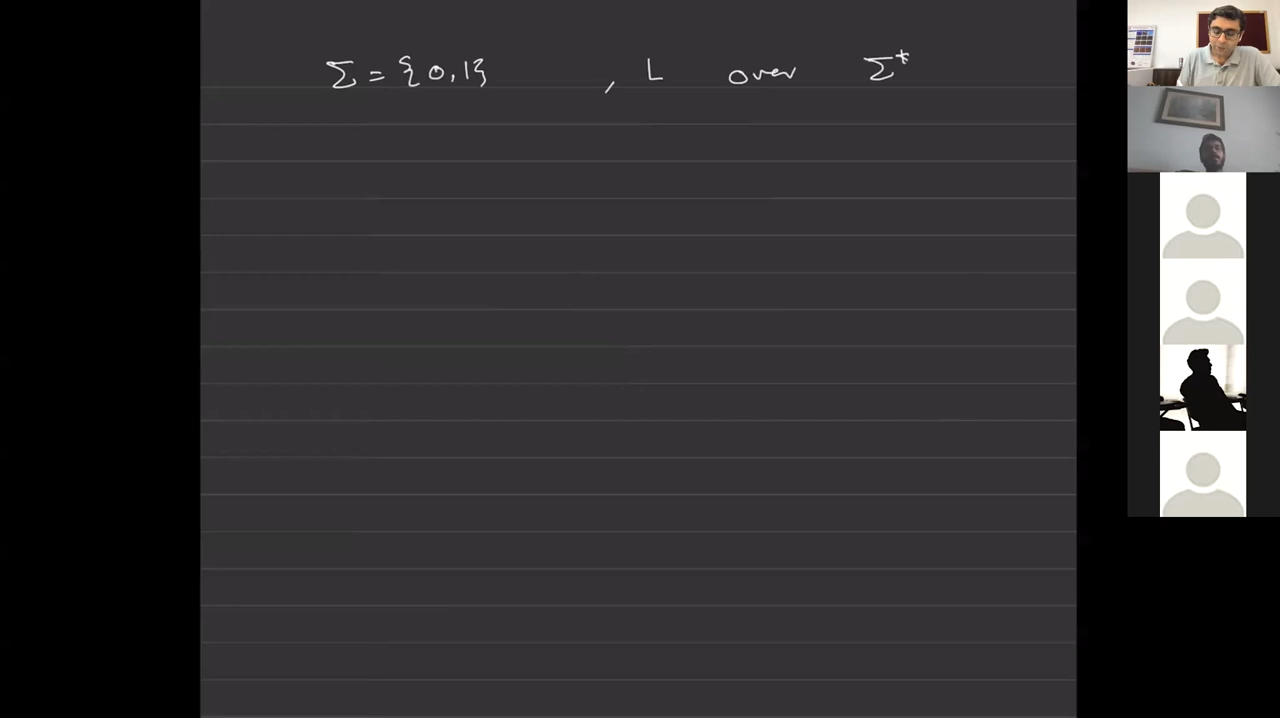 Σ = {0,1} , L over Σ*